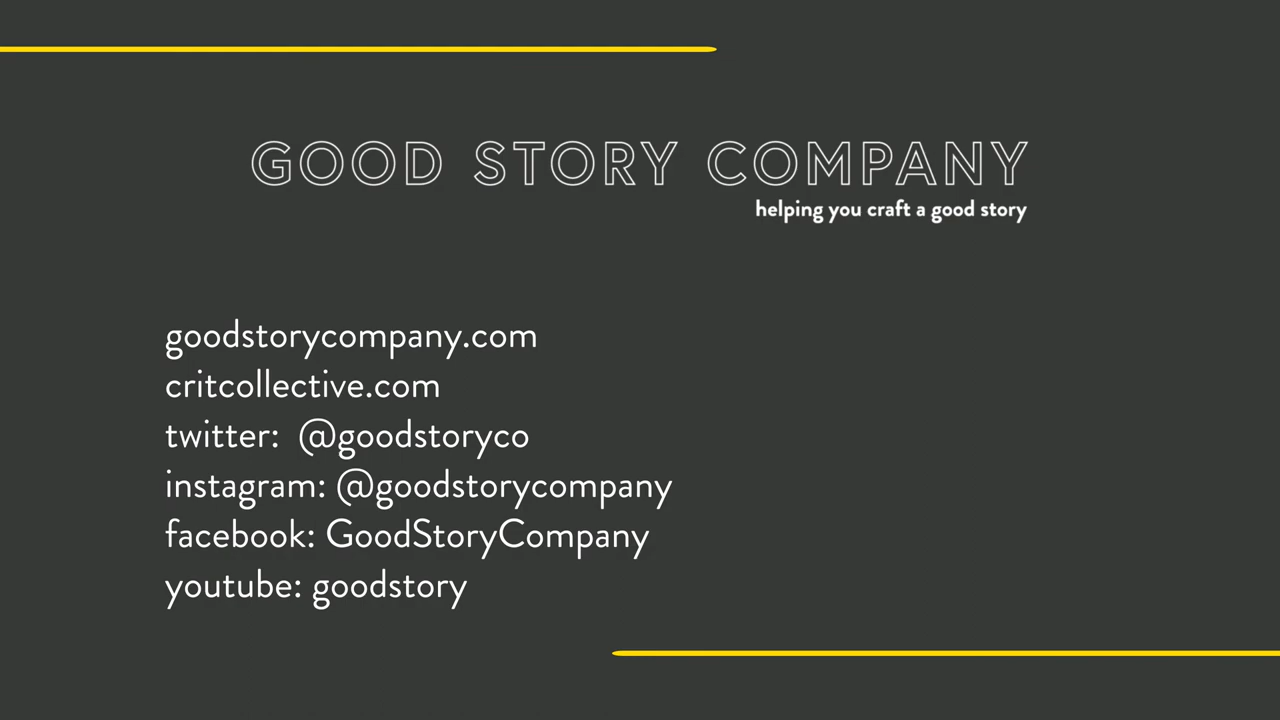 GOOD STORY COMPANY
helping you craft a good story
goodstorycompany.com
critcollective.com
twitter: @goodstoryco
instagram: @goodstorycompany
facebook: GoodStoryCompany
youtube: goodstory